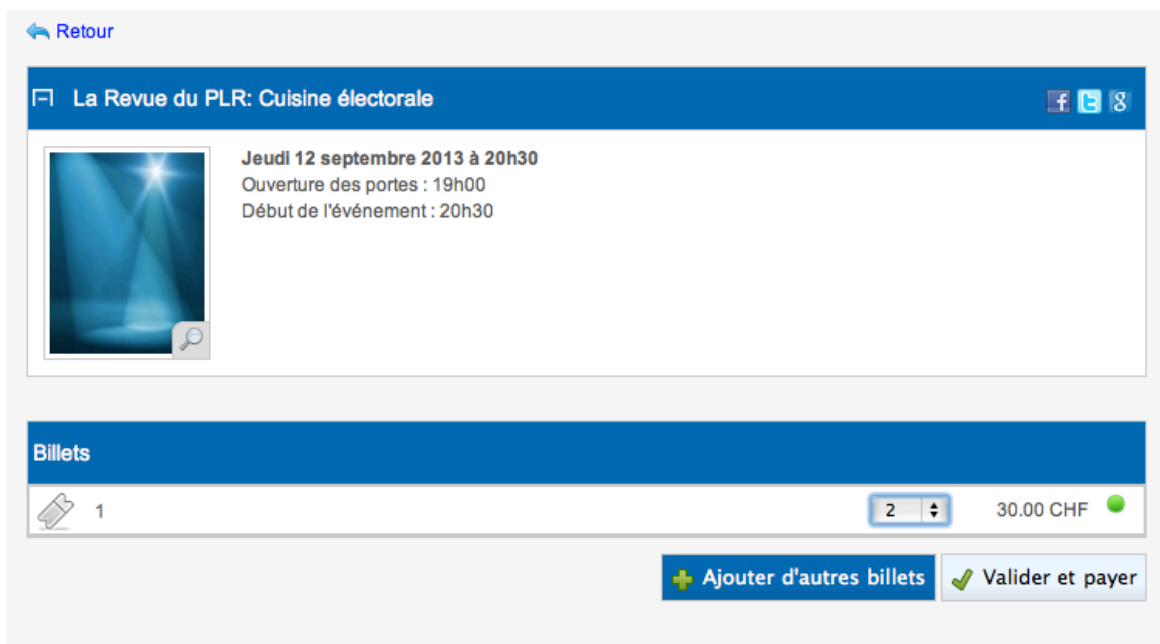 Retour
La Revue du PLR: Cuisine électorale
Jeudi 12 septembre 2013 à 20h30
Ouverture des portes : 19h00
Début de l'événement : 20h30
Billets
1 2 30.00 CHF
Ajouter d'autres billets Valider et payer